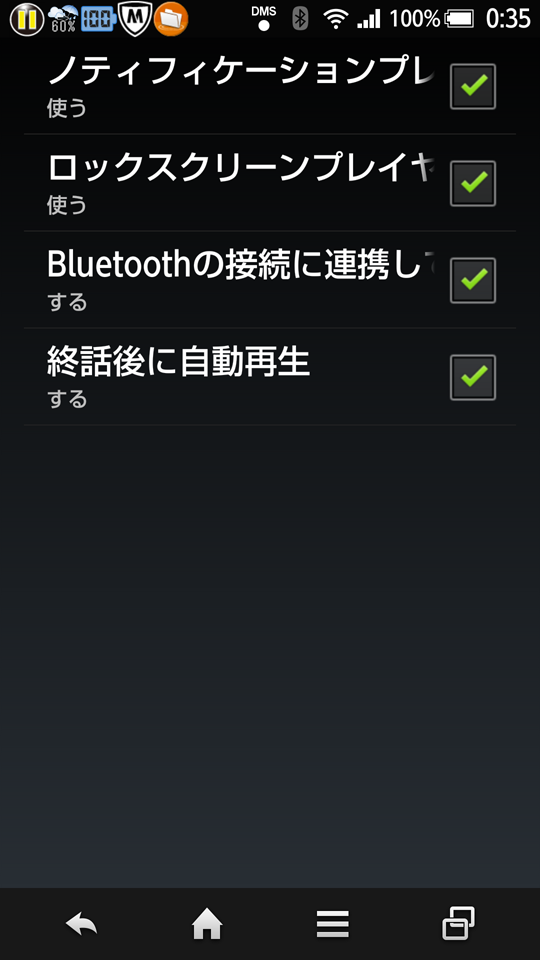 60% 100 M DMS 100% 0:35
ノティフィケーションプレ
使う
ロックスクリーンプレイヤ
使う
Bluetoothの接続に連携して
する
終話後に自動再生
する